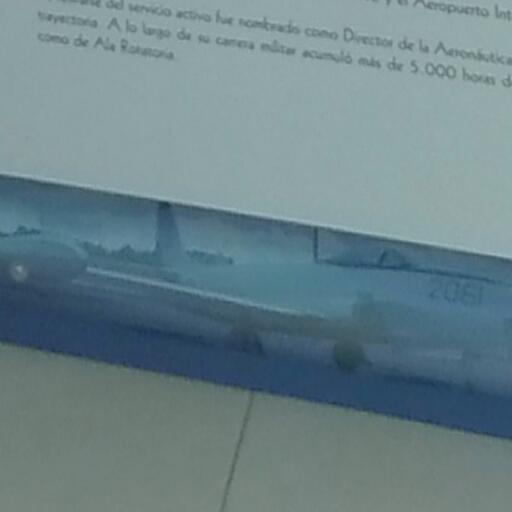 y el Aeropuerto Int
del servicio activo fue nombrado como Director de la Aeronáutica
trayectoria. A lo largo de su carrera militar acumuló más de 5.000 horas d
como de Ala Rotatoria.
2061